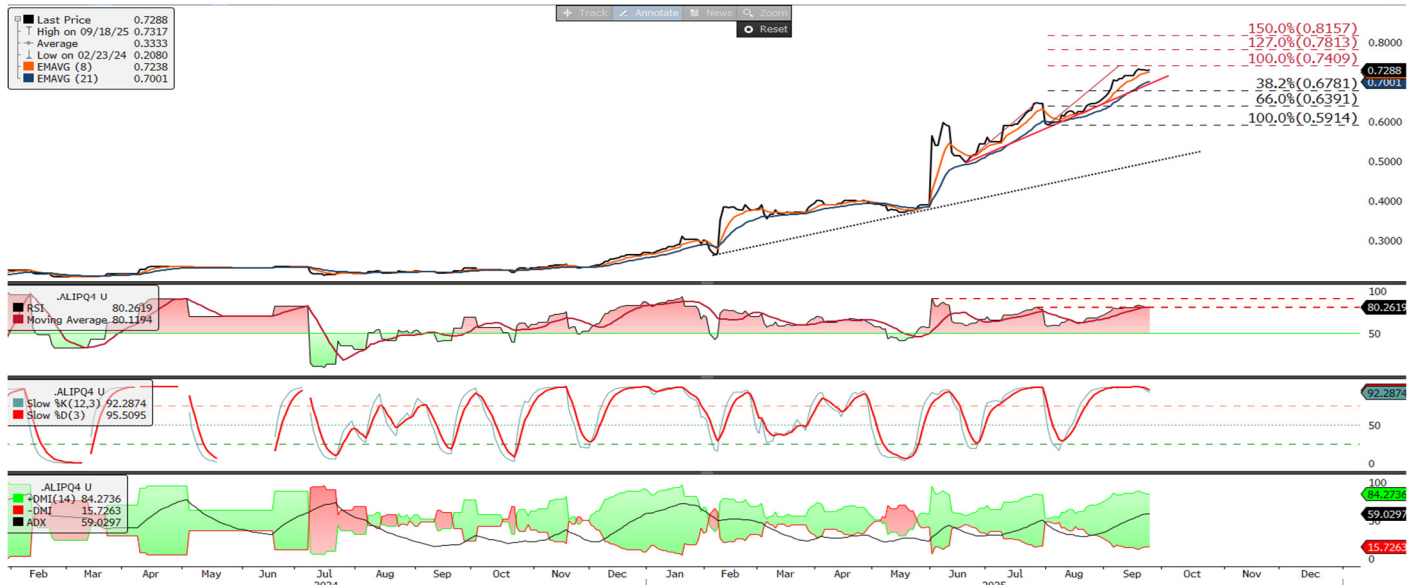 Track Annotate News Zoom
Reset
Last Price 0.7288
High on 09/18/25 0.7317
Average 0.3333
Low on 02/23/24 0.2080
EMAVG (8) 0.7238
EMAVG (21) 0.7001
150.0%(0.8157)
127.0%(0.7813)
100.0%(0.7409)
38.2%(0.6781)
66.0%(0.6391)
100.0%(0.5914)
0.8000
0.7288
0.7001
0.6000
0.5000
0.4000
0.3000
.ALIPQ4 U
RSI 80.2619
Moving Average 80.1194
100
80.2619
50
.ALIPQ4 U
Slow %K(12,3) 92.2874
Slow %D(3) 95.5095
92.2874
50
0
.ALIPQ4 U
+DMI(14) 84.2736
-DMI 15.7263
ADX 59.0297
100
84.2736
59.0297
15.7263
0
Feb Mar Apr May Jun Jul Aug Sep Oct Nov Dec Jan Feb Mar Apr May Jun Jul Aug Sep Oct Nov Dec